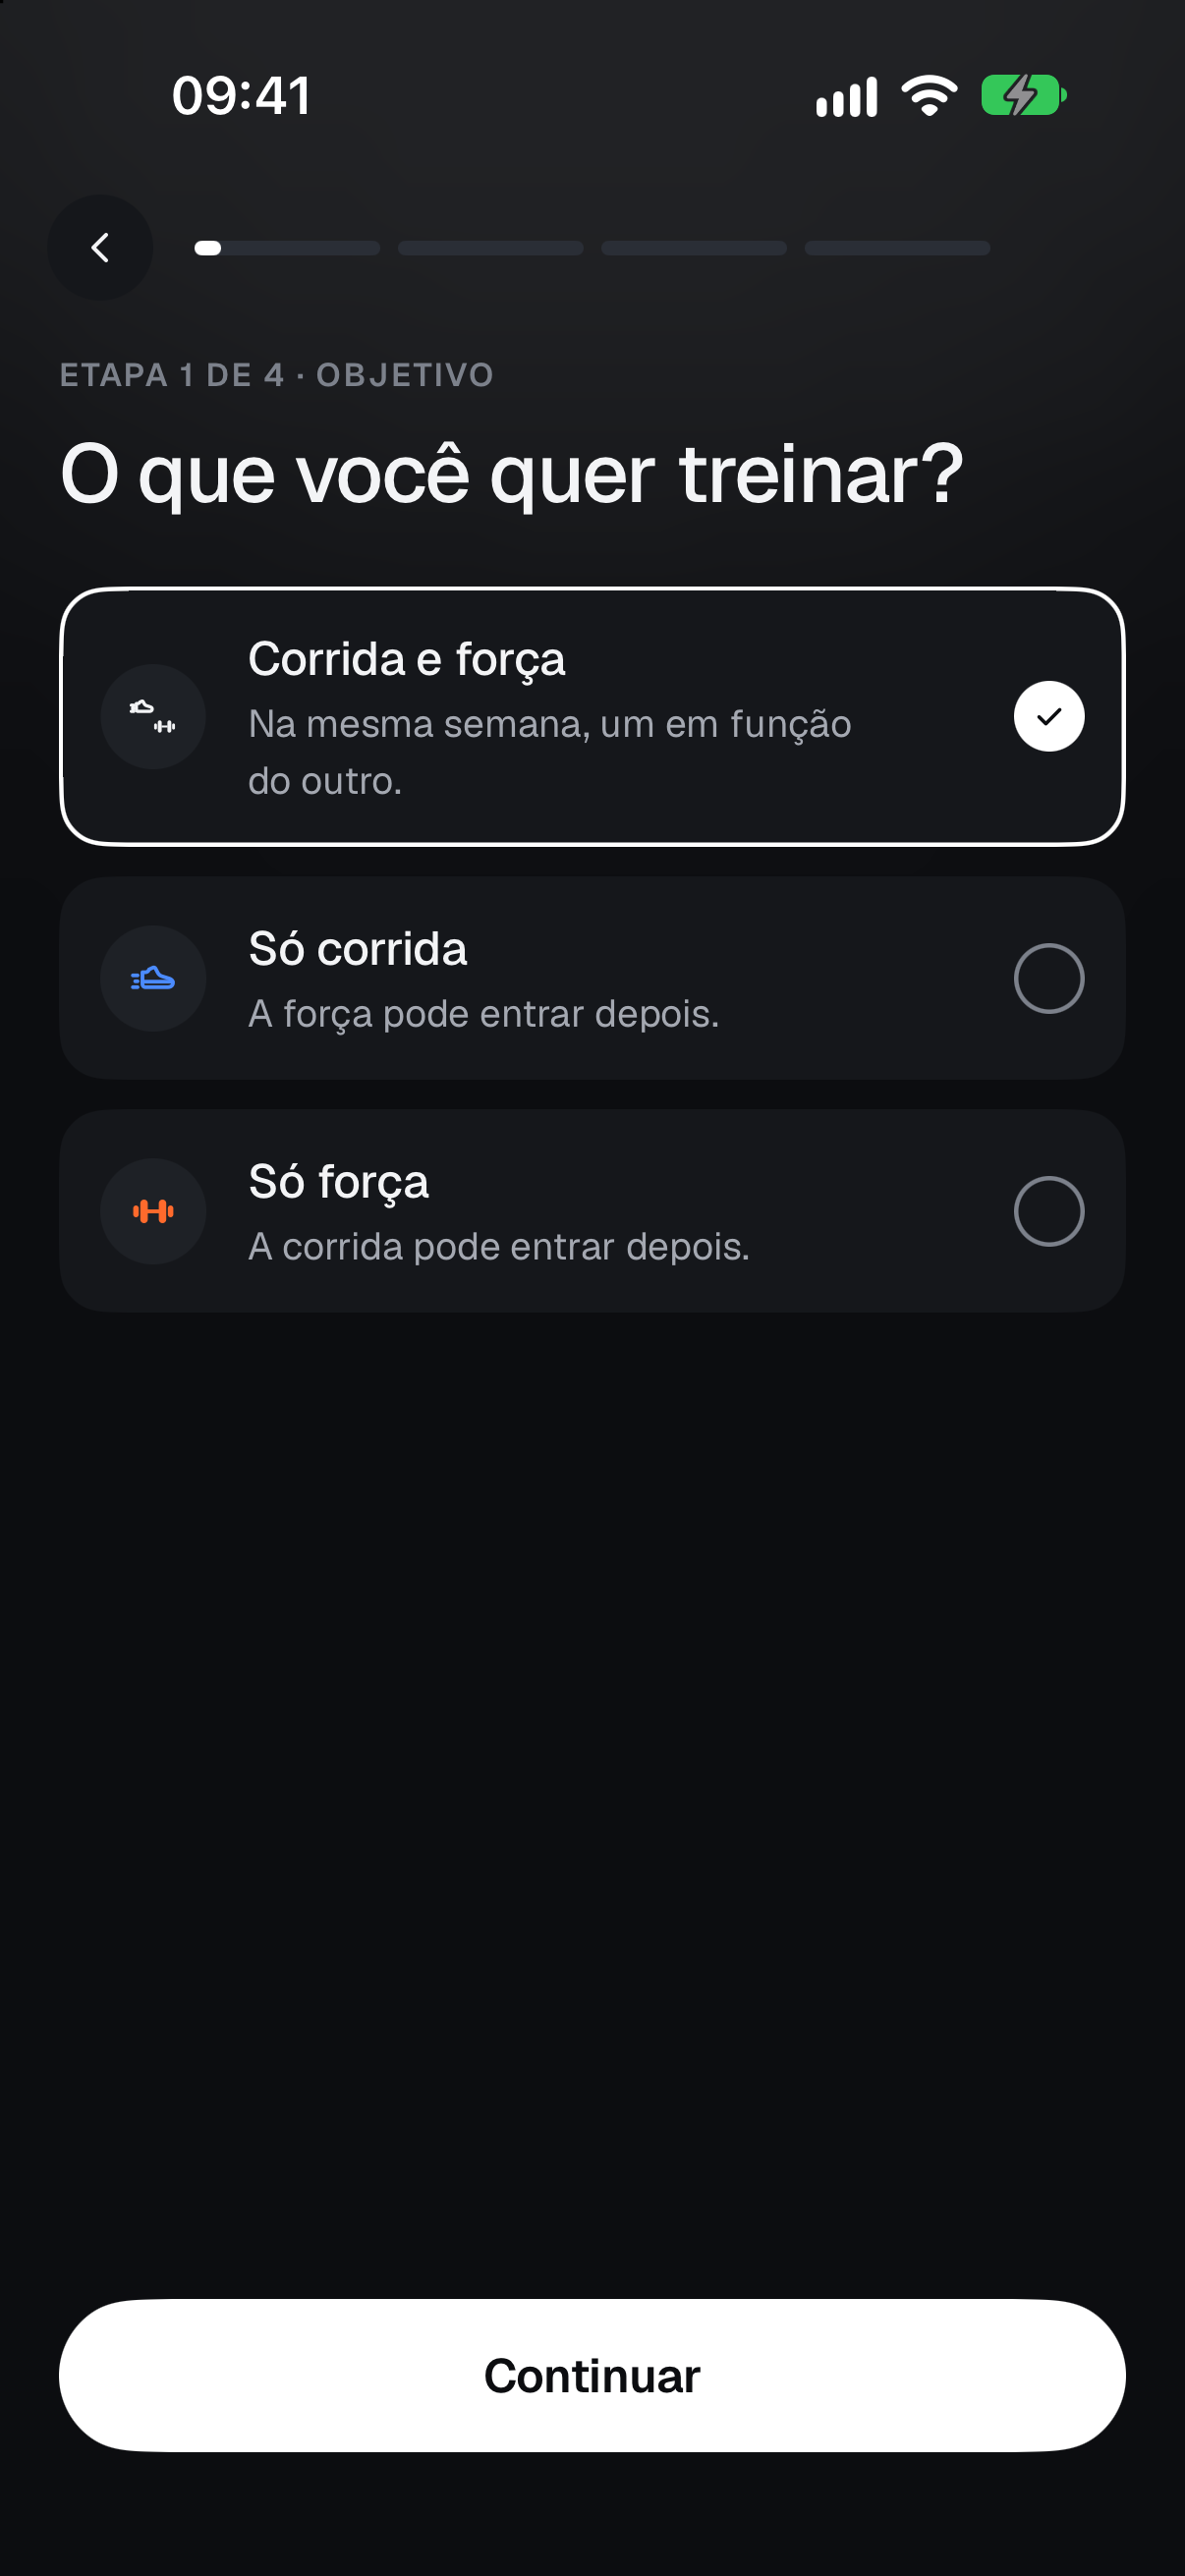 09:41
ETAPA 1 DE 4 · OBJETIVO
O que você quer treinar?
Corrida e força
Na mesma semana, um em função
do outro.
Só corrida
A força pode entrar depois.
Só força
A corrida pode entrar depois.
Continuar